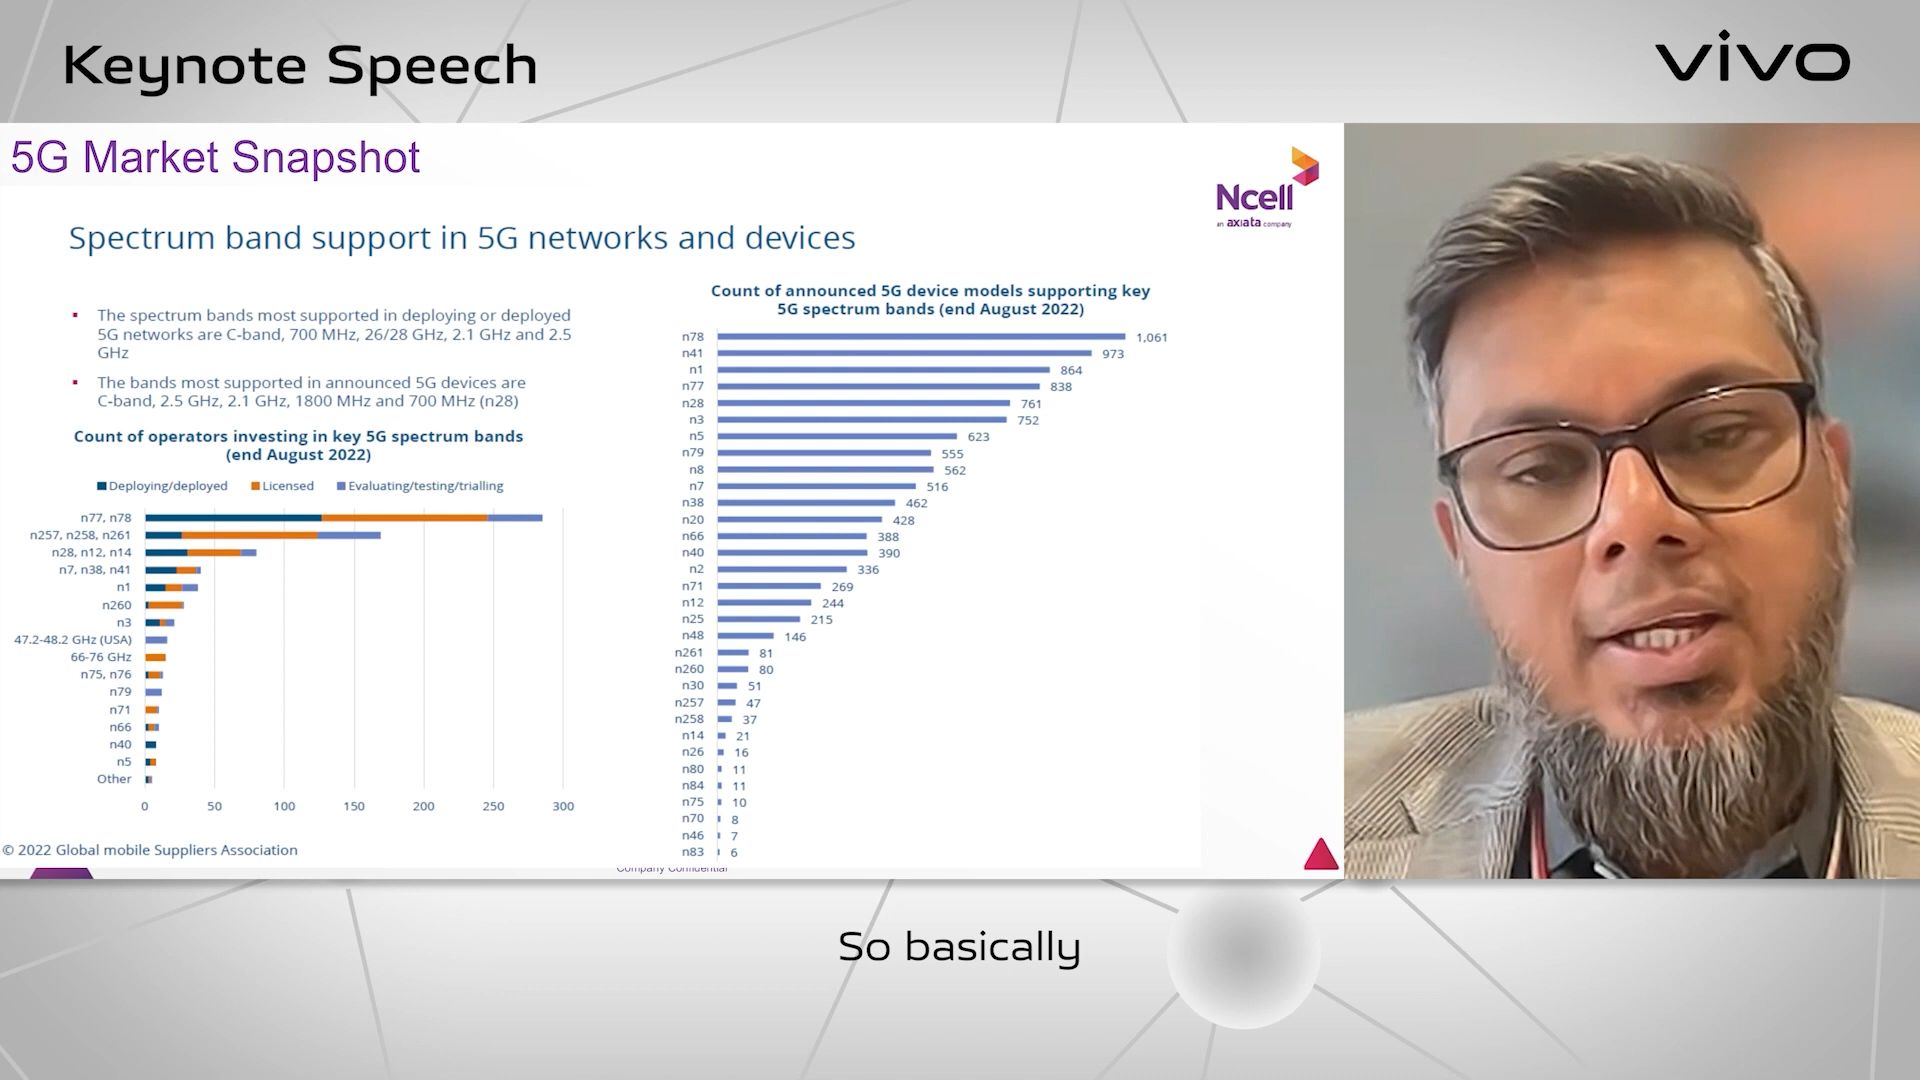 Keynote Speech
vivo
5G Market Snapshot
Ncell
an axiata company
Spectrum band support in 5G networks and devices
▪ The spectrum bands most supported in deploying or deployed
5G networks are C-band, 700 MHz, 26/28 GHz, 2.1 GHz and 2.5
GHz
▪ The bands most supported in announced 5G devices are
C-band, 2.5 GHz, 2.1 GHz, 1800 MHz and 700 MHz (n28)
Count of operators investing in key 5G spectrum bands
(end August 2022)
Deploying/deployed Licensed Evaluating/testing/trialling
n77, n78
n257, n258, n261
n28, n12, n14
n7, n38, n41
n1
n260
n3
47.2-48.2 GHz (USA)
66-76 GHz
n75, n76
n79
n71
n66
n40
n5
Other
0 50 100 150 200 250 300
Count of announced 5G device models supporting key
5G spectrum bands (end August 2022)
n78 1,061
n41 973
n1 864
n77 838
n28 761
n3 752
n5 623
n79 555
n8 562
n7 516
n38 462
n20 428
n66 388
n40 390
n2 336
n71 269
n12 244
n25 215
n48 146
n261 81
n260 80
n30 51
n257 47
n258 37
n14 21
n26 16
n80 11
n84 11
n75 10
n70 8
n46 7
n83 6
© 2022 Global mobile Suppliers Association
Company Confidential
So basically